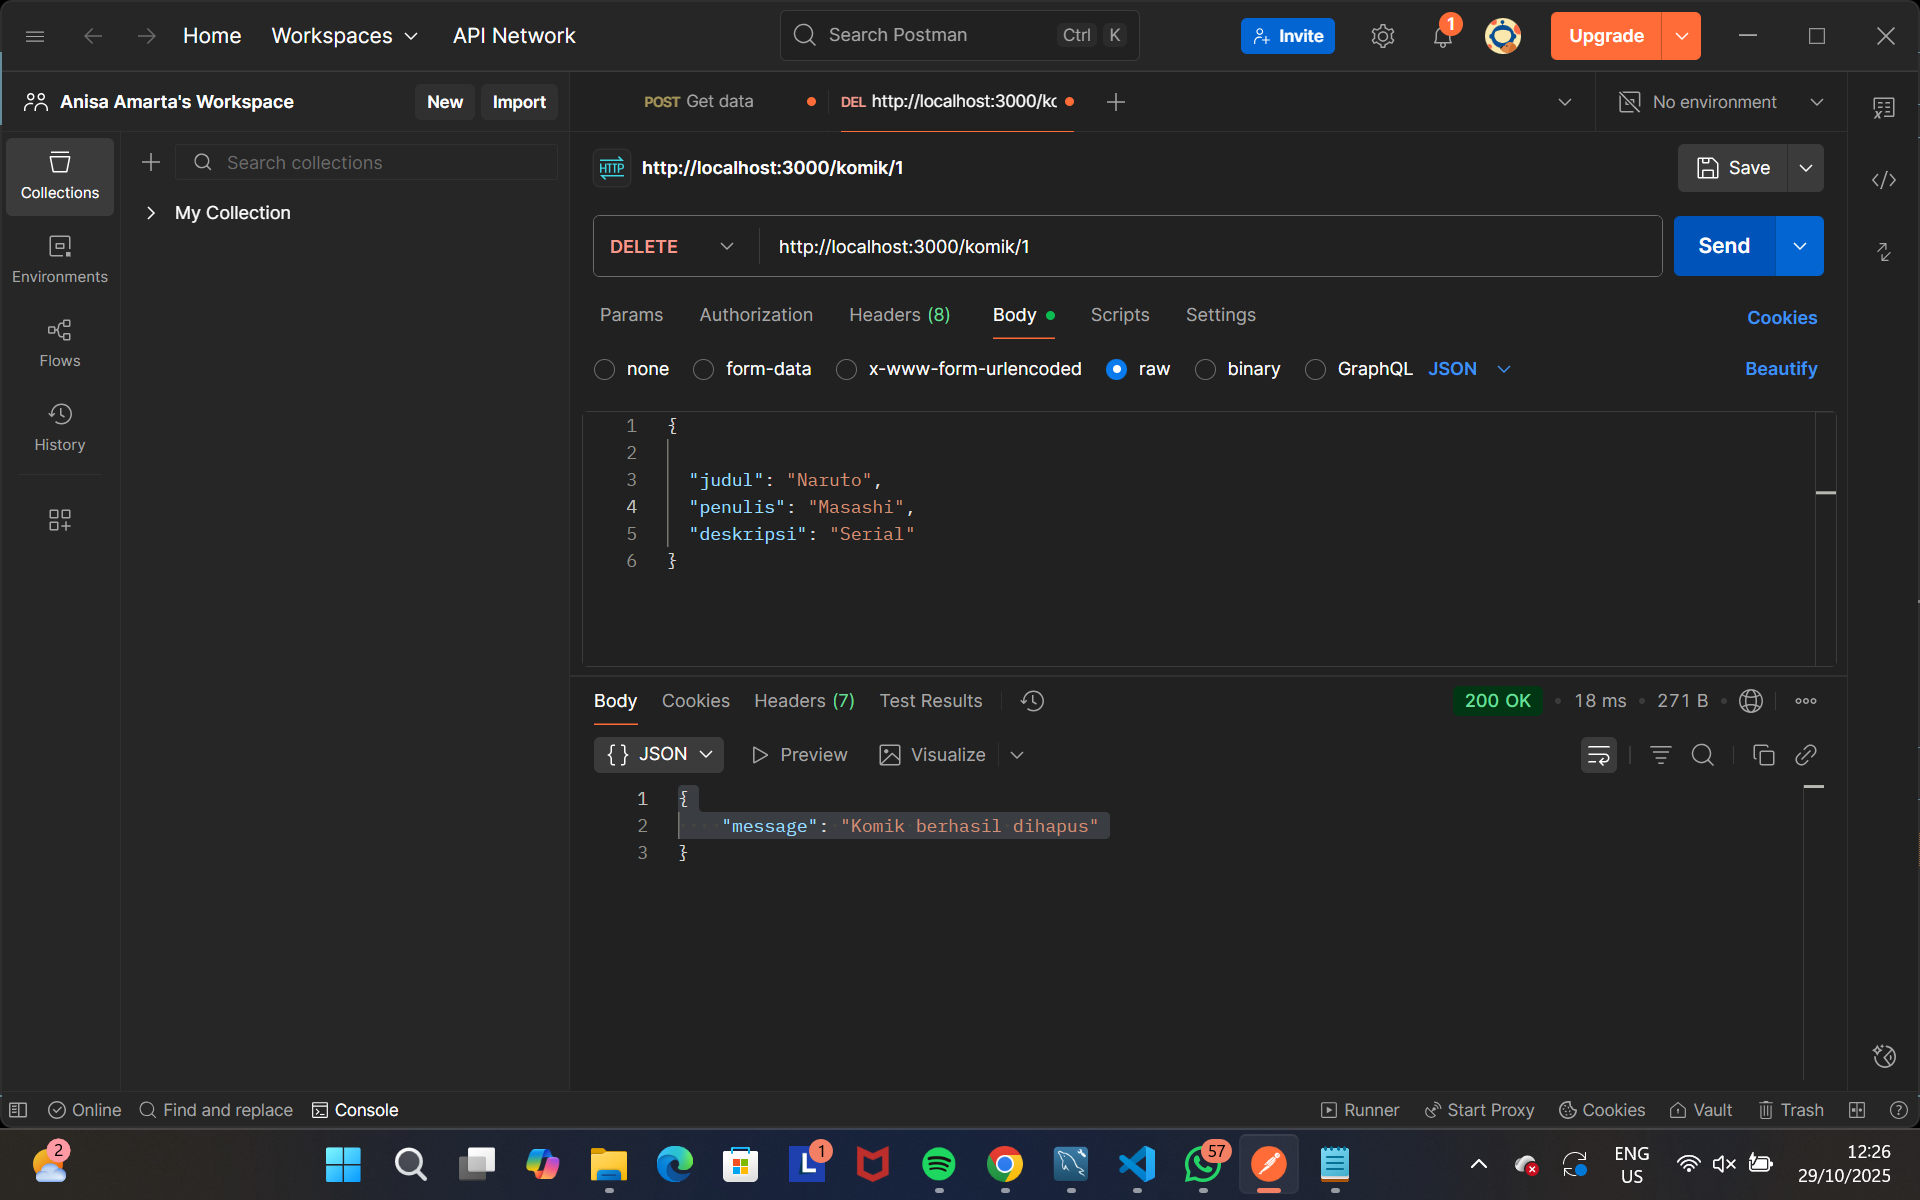 Home
Workspaces
API Network
Search Postman
Ctrl K
Invite
1
Upgrade
Anisa Amarta's Workspace
New
Import
POST Get data
DEL http://localhost:3000/kc
No environment
Collections
Search collections
HTTP
http://localhost:3000/komik/1
Save
My Collection
DELETE
http://localhost:3000/komik/1
Send
Environments
Params
Authorization
Headers (8)
Body
Scripts
Settings
Cookies
Flows
none
form-data
x-www-form-urlencoded
raw
binary
GraphQL
JSON
Beautify
History
1 {
2
3 "judul": "Naruto",
4 "penulis": "Masashi",
5 "deskripsi": "Serial"
6 }
Body
Cookies
Headers (7)
Test Results
200 OK
18 ms
271 B
{} JSON
Preview
Visualize
1 {
2 "message": "Komik berhasil dihapus"
3 }
Online
Find and replace
Console
Runner
Start Proxy
Cookies
Vault
Trash
2
L
1
57
ENG
US
12:26
29/10/2025